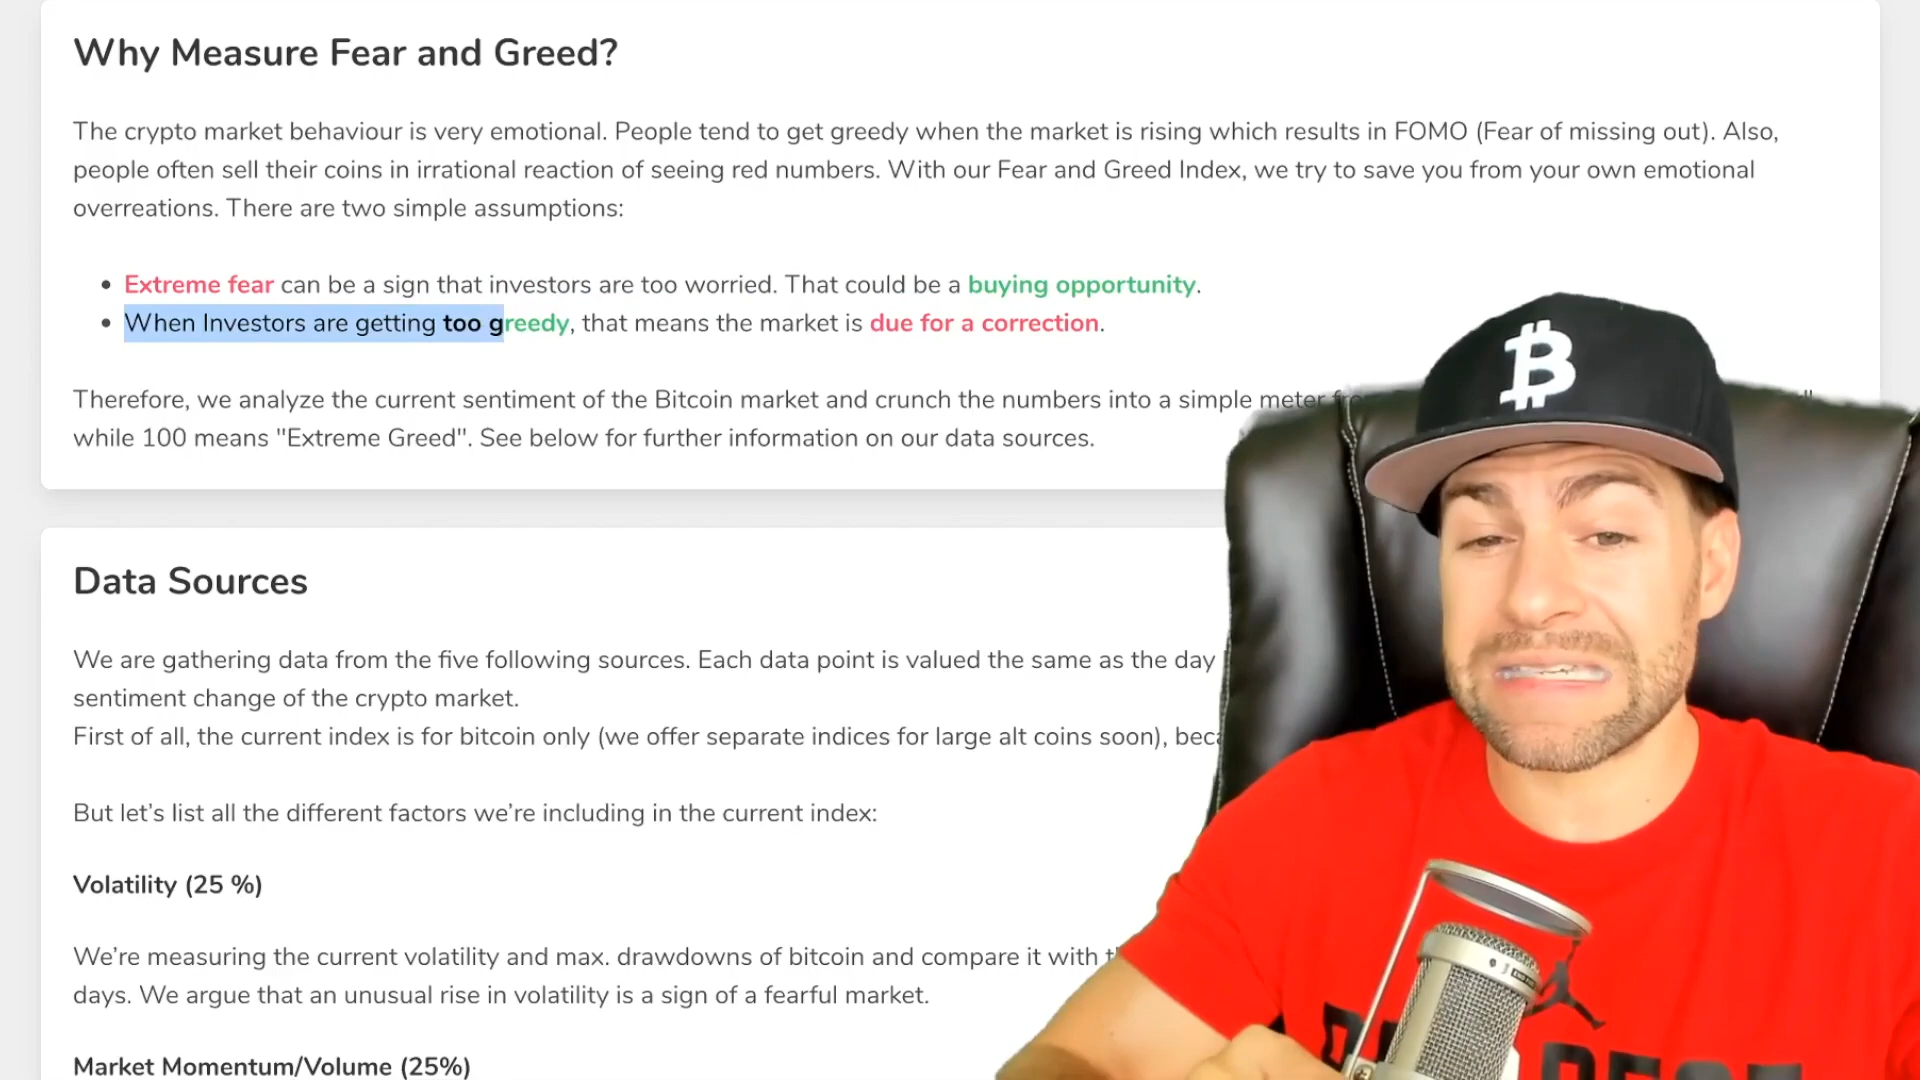 Why Measure Fear and Greed?
The crypto market behaviour is very emotional. People tend to get greedy when the market is rising which results in FOMO (Fear of missing out). Also,
people often sell their coins in irrational reaction of seeing red numbers. With our Fear and Greed Index, we try to save you from your own emotional
overreations. There are two simple assumptions:
Extreme fear can be a sign that investors are too worried. That could be a buying opportunity.
When Investors are getting too greedy, that means the market is due for a correction.
Therefore, we analyze the current sentiment of the Bitcoin market and crunch the numbers into a simple meter
while 100 means "Extreme Greed". See below for further information on our data sources.
Data Sources
We are gathering data from the five following sources. Each data point is valued the same as the day
sentiment change of the crypto market.
First of all, the current index is for bitcoin only (we offer separate indices for large alt coins soon),
But let’s list all the different factors we’re including in the current index:
Volatility (25 %)
We’re measuring the current volatility and max. drawdowns of bitcoin and compare it with
days. We argue that an unusual rise in volatility is a sign of a fearful market.
Market Momentum/Volume (25%)